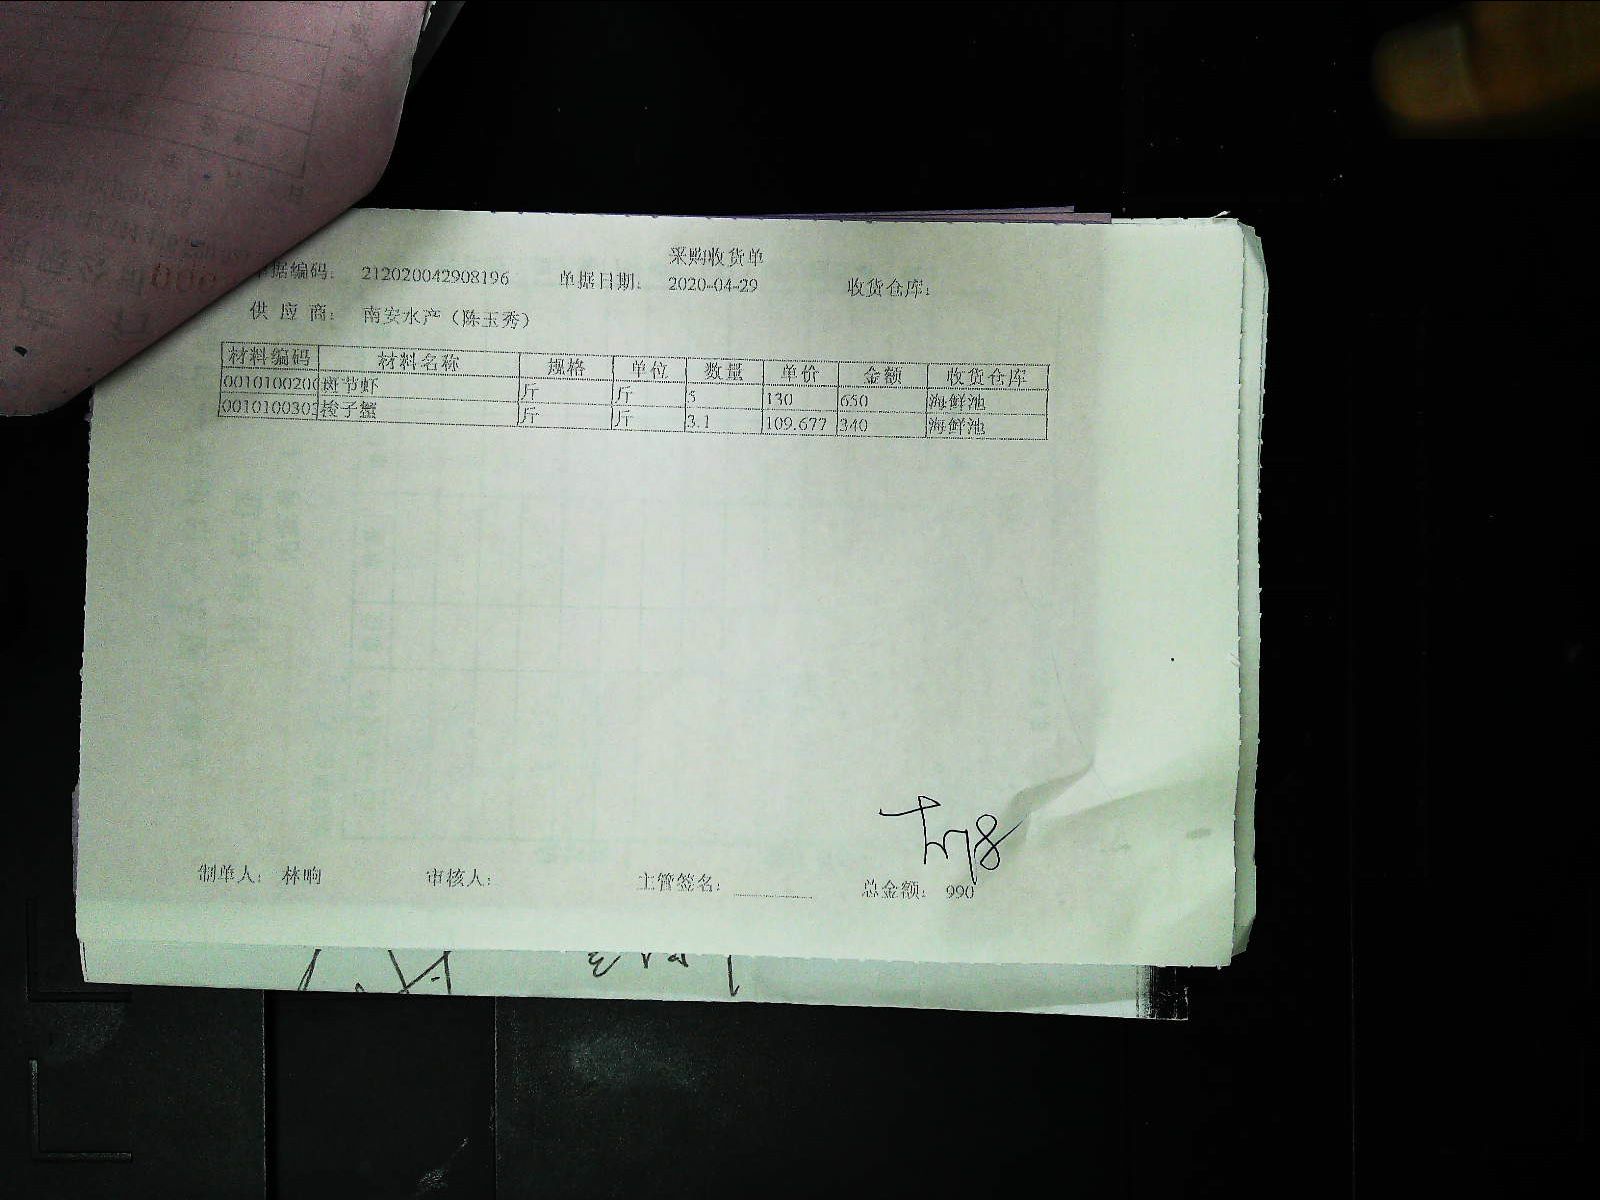 采购收货单
单据编码： 212020042908196 单据日期： 2020-04-29 收货仓库：
供 应 商： 南安水产（陈玉秀）
材料编码 材料名称 规格 单位 数量 单价 金额 收货仓库
0010100200 斑节虾 斤 斤 5 130 650 海鲜池
001010030 梭子蟹 斤 斤 3.1 109.677 340 海鲜池
制单人： 林晌 审核人： 主管签名： 总金额： 990